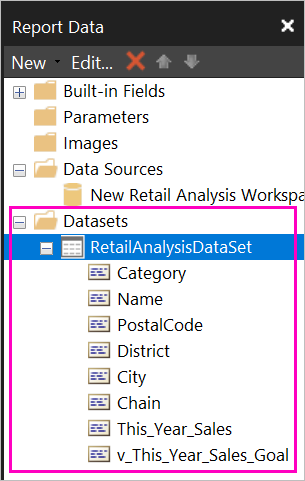 Report Data
New Edit...
Built-in Fields
Parameters
Images
Data Sources
New Retail Analysis Workspa
Datasets
RetailAnalysisDataSet
Category
Name
PostalCode
District
City
Chain
This_Year_Sales
v_This_Year_Sales_Goal